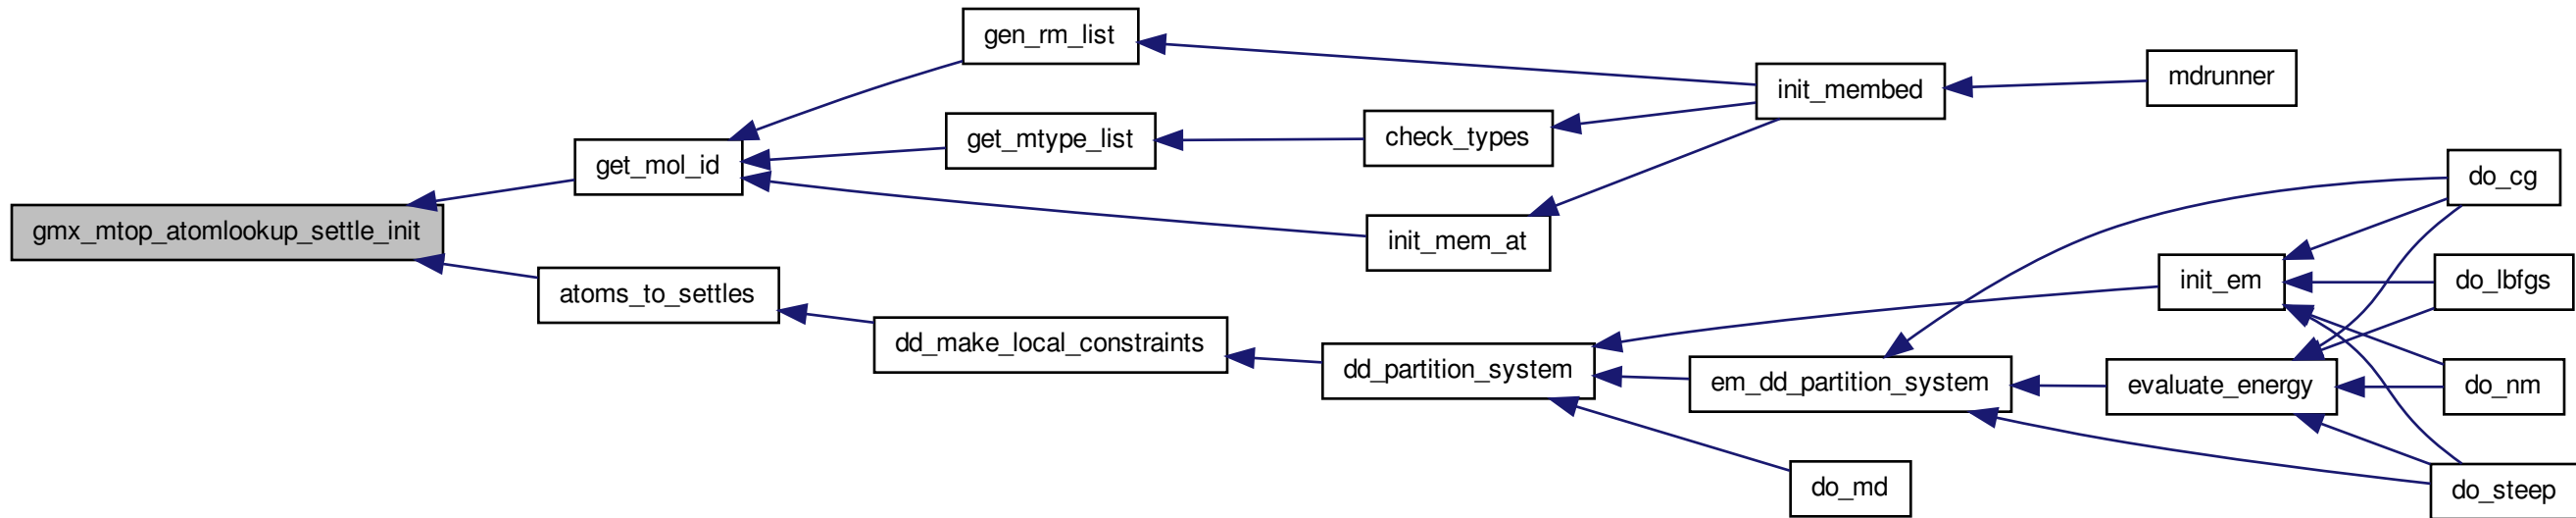 gen_rm_list
mdrunner
init_membed
get_mtype_list
check_types
get_mol_id
do_cg
gmx_mtop_atomlookup_settle_init
init_mem_at
init_em
do_lbfgs
atoms_to_settles
dd_make_local_constraints
dd_partition_system
em_dd_partition_system
evaluate_energy
do_nm
do_md
do_steep